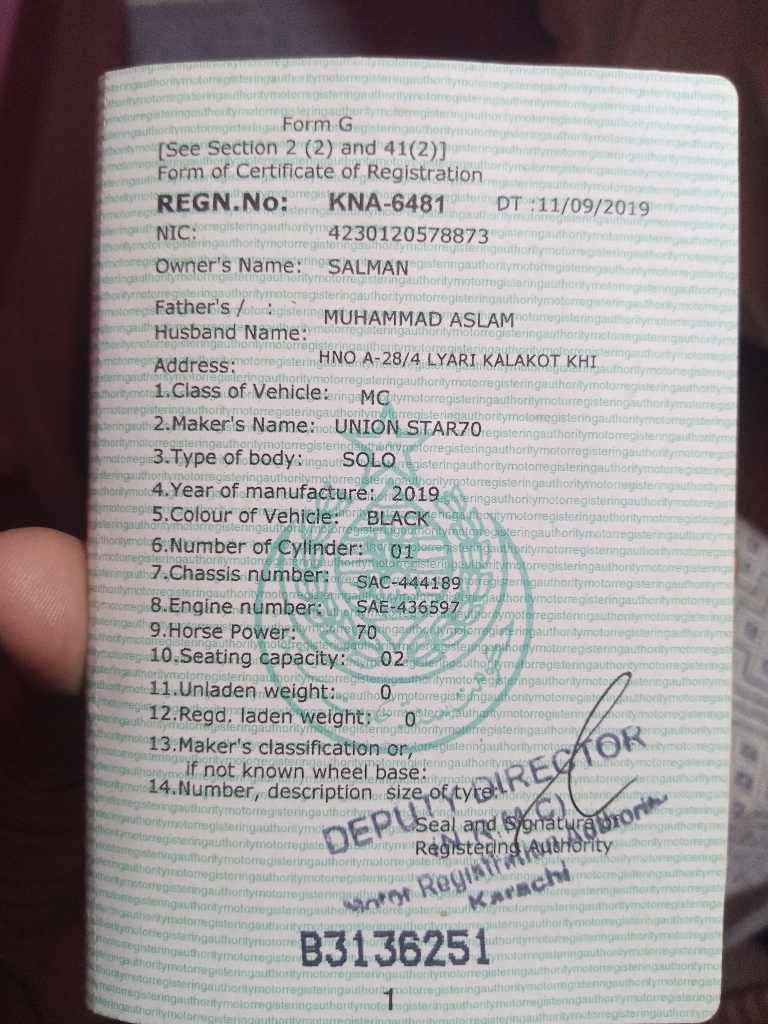 Form G
[See Section 2 (2) and 41(2)]
Form of Certificate of Registration
REGN.No: KNA-6481 DT :11/09/2019
NIC: 4230120578873
Owner's Name: SALMAN
Father's / : MUHAMMAD ASLAM
Husband Name:
Address: HNO A-28/4 LYARI KALAKOT KHI
1.Class of Vehicle: MC
2.Maker's Name: UNION STAR70
3.Type of body: SOLO
4.Year of manufacture: 2019
5.Colour of Vehicle: BLACK
6.Number of Cylinder: 01
7.Chassis number: SAC-444189
8.Engine number: SAE-436597
9.Horse Power: 70
10.Seating capacity: 02
11.Unladen weight: 0
12.Regd. laden weight: 0
13.Maker's classification or,
if not known wheel base:
14.Number, description size of tyre:
DEPUTY DIRECTOR
Seal and Signature
Registering Authority
Motor Registration
Karachi
B3136251
1